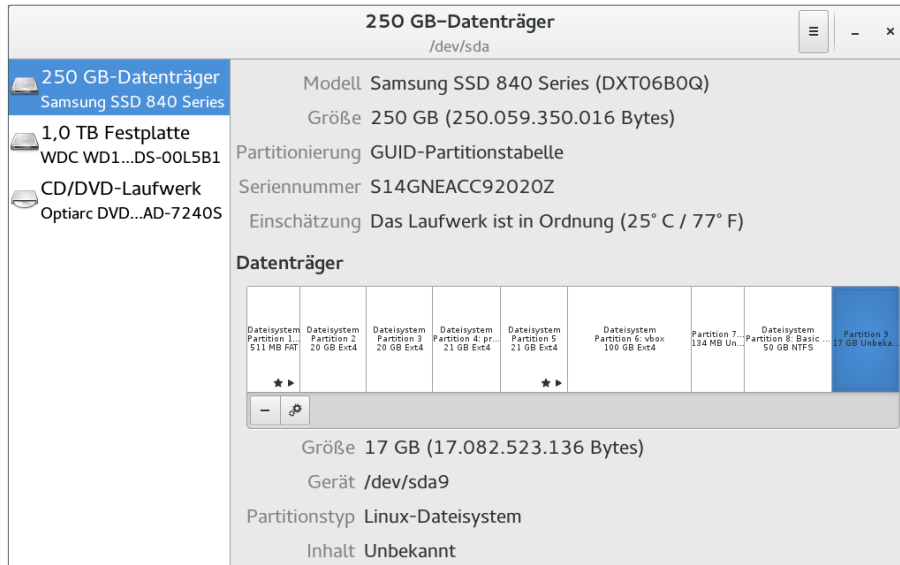 250 GB-Datenträger
/dev/sda
250 GB-Datenträger
Samsung SSD 840 Series
1,0 TB Festplatte
WDC WD1...DS-00L5B1
CD/DVD-Laufwerk
Optiarc DVD...AD-7240S
Modell Samsung SSD 840 Series (DXT06B0Q)
Größe 250 GB (250.059.350.016 Bytes)
Partitionierung GUID-Partitionstabelle
Seriennummer S14GNEACC92020Z
Einschätzung Das Laufwerk ist in Ordnung (25° C / 77° F)
Datenträger
Dateisystem
Partition 1...
511 MB FAT
Dateisystem
Partition 2
20 GB Ext4
Dateisystem
Partition 3
20 GB Ext4
Dateisystem
Partition 4: pr...
21 GB Ext4
Dateisystem
Partition 5
21 GB Ext4
Dateisystem
Partition 6: vbox
100 GB Ext4
Partition 7...
134 MB Un...
Dateisystem
Partition 8: Basic ...
50 GB NTFS
Partition 9
17 GB Unbeka...
Größe 17 GB (17.082.523.136 Bytes)
Gerät /dev/sda9
Partitionstyp Linux-Dateisystem
Inhalt Unbekannt